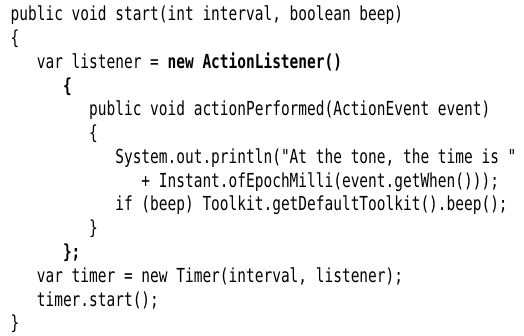 public void start(int interval, boolean beep)
{
   var listener = new ActionListener()
      {
         public void actionPerformed(ActionEvent event)
         {
            System.out.println("At the tone, the time is "
               + Instant.ofEpochMilli(event.getWhen()));
            if (beep) Toolkit.getDefaultToolkit().beep();
         }
      };
   var timer = new Timer(interval, listener);
   timer.start();
}